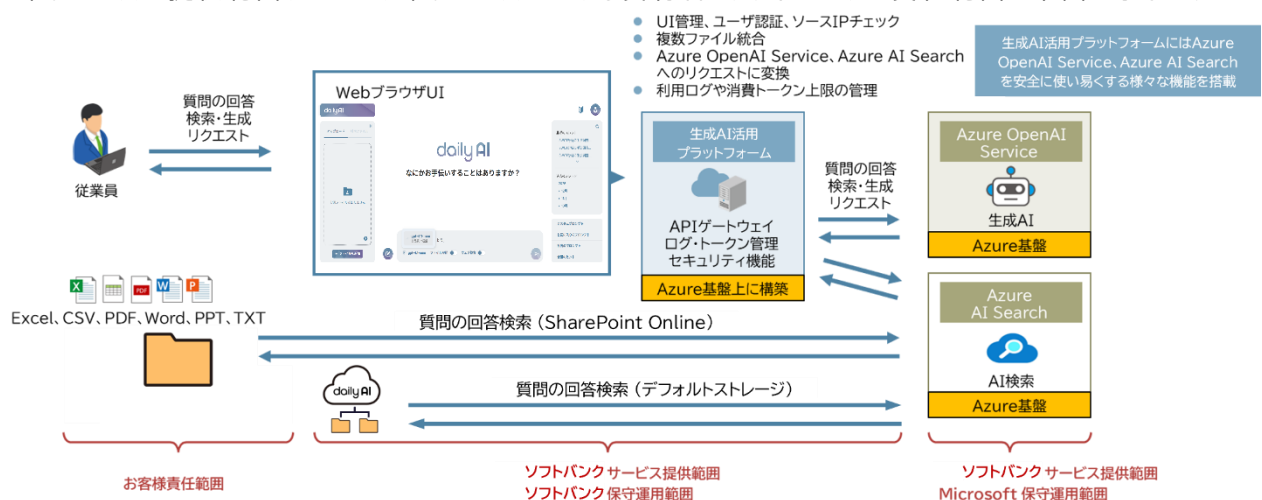 UI管理、ユーザ認証、ソースIPチェック
複数ファイル統合
Azure OpenAI Service、Azure AI Search
へのリクエストに変換
利用ログや消費トークン上限の管理
生成AI活用プラットフォームにはAzure
OpenAI Service、Azure AI Search
を安全に使い易くする様々な機能を搭載
質問の回答
検索・生成
リクエスト
従業員
WebブラウザUI
dailyAI
daily AI
なにかお手伝いすることはありますか？
生成AI活用
プラットフォーム
APIゲートウェイ
ログ・トークン管理
セキュリティ機能
Azure基盤上に構築
質問の回答
検索・生成
リクエスト
Azure OpenAI
Service
生成AI
Azure基盤
Azure
AI Search
AI検索
Azure基盤
X
PDF
W
P
Excel、CSV、PDF、Word、PPT、TXT
質問の回答検索（SharePoint Online）
daily AI
質問の回答検索（デフォルトストレージ）
お客様責任範囲
ソフトバンク サービス提供範囲
ソフトバンク 保守運用範囲
ソフトバンク サービス提供範囲
Microsoft 保守運用範囲